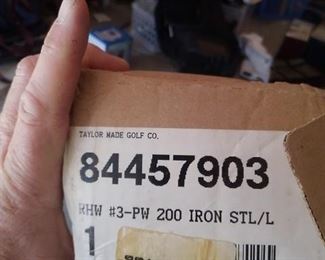 TAYLOR MADE GOLF CO.
84457903
RHW #3-PW 200 IRON STL/L
1